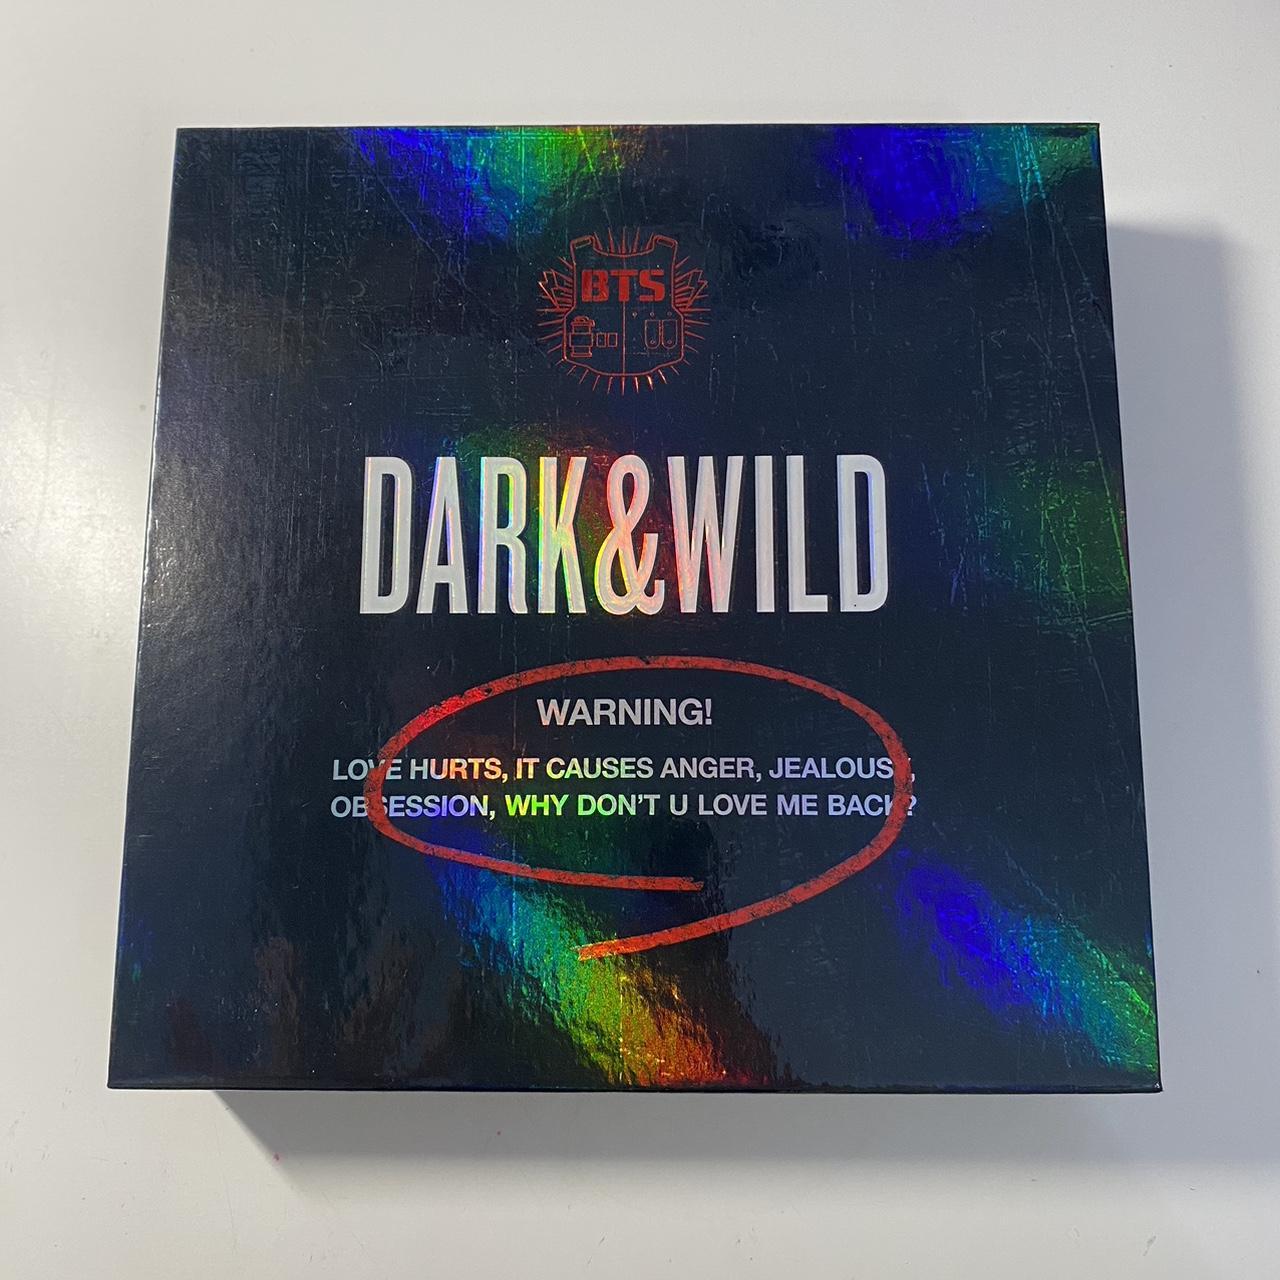 BTS
DARK&WILD
WARNING!
LOVE HURTS, IT CAUSES ANGER, JEALOUSY,
OBSESSION, WHY DON'T U LOVE ME BACK?